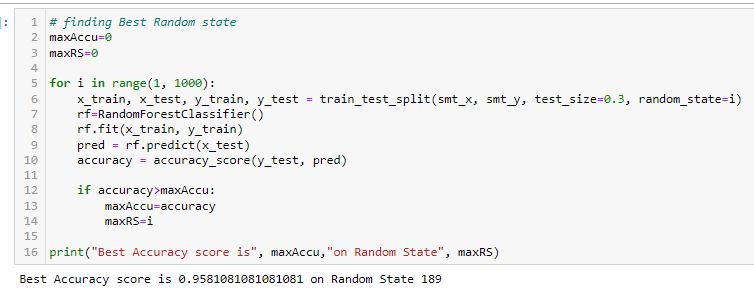 ]:
1 # finding Best Random state
2 maxAccu=0
3 maxRS=0
4
5 for i in range(1, 1000):
6     x_train, x_test, y_train, y_test = train_test_split(smt_x, smt_y, test_size=0.3, random_state=i)
7     rf=RandomForestClassifier()
8     rf.fit(x_train, y_train)
9     pred = rf.predict(x_test)
10     accuracy = accuracy_score(y_test, pred)
11
12     if accuracy>maxAccu:
13         maxAccu=accuracy
14         maxRS=i
15
16 print("Best Accuracy score is", maxAccu,"on Random State", maxRS)
Best Accuracy score is 0.9581081081081081 on Random State 189